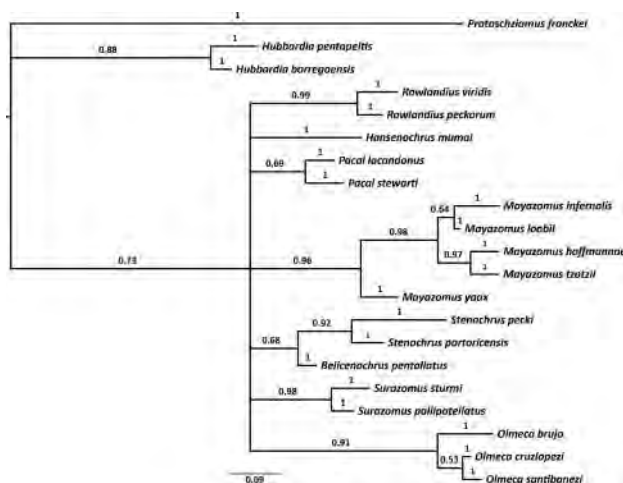 1
Protoschizomus franckei
1
0.88
Hubbardia pentapeltis
1
Hubbardia borregoensis
1
Rowlandius viridis
0.99
1
Rowlandius peckorum
1
Hansenochrus mumai
1
Pacal lacandonus
0.69
1
Pacal stewarti
1
Mayazomus infernalis
0.64
1
Mayazomus loobil
0.98
1
Mayazomus hoffmannae
0.97
1
Mayazomus tzotzil
0.73
0.96
1
Mayazomus yaax
1
Stenochrus pecki
0.92
1
Stenochrus portoricensis
0.68
1
Belicenochrus pentallatus
1
Surazomus sturmi
0.98
1
Surazomus pallipatellatus
1
Olmeca brujo
0.91
1
Olmeca cruzlopezi
0.53
1
Olmeca santibanezi
0.09